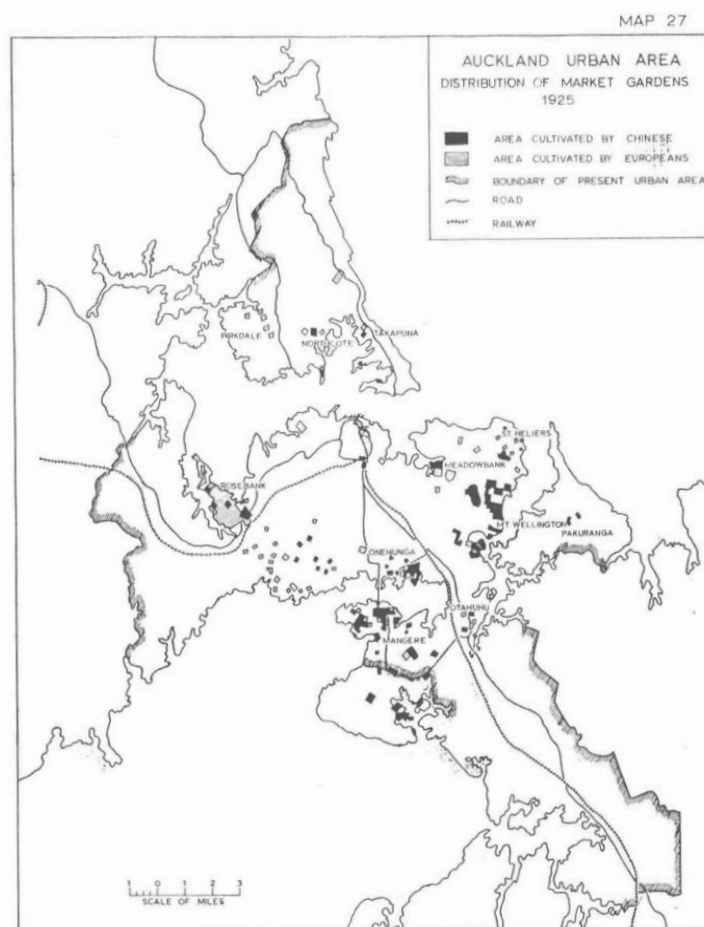 MAP 27
AUCKLAND URBAN AREA
DISTRIBUTION OF MARKET GARDENS
1925
AREA CULTIVATED BY CHINESE
AREA CULTIVATED BY EUROPEANS
BOUNDARY OF PRESENT URBAN AREA
ROAD
RAILWAY
BIRKDALE
NORTHCOTE
TAKAPUNA
ST. HELIERS
MEADOWBANK
ROSEBANK
MT WELLINGTON
PAKURANGA
ONEHUNGA
OTAHUHU
MANGERE
1 0 1 2 3
SCALE OF MILES